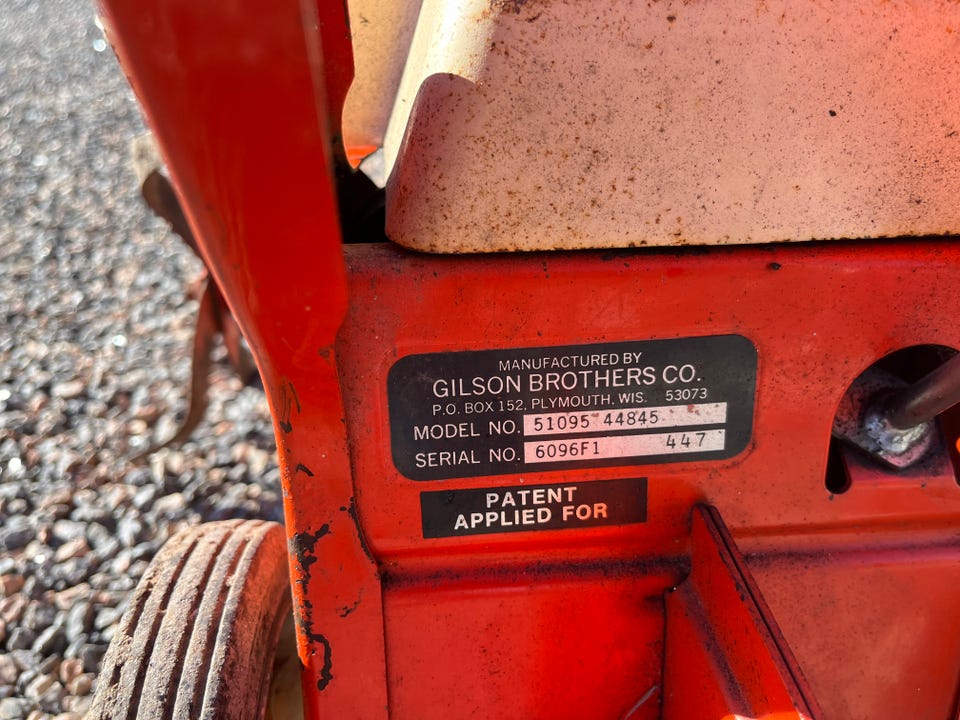 MANUFACTURED BY
GILSON BROTHERS CO.
P.O. BOX 152, PLYMOUTH, WIS. 53073
MODEL NO. 51095 44845
SERIAL NO. 6096F1 447
PATENT
APPLIED FOR